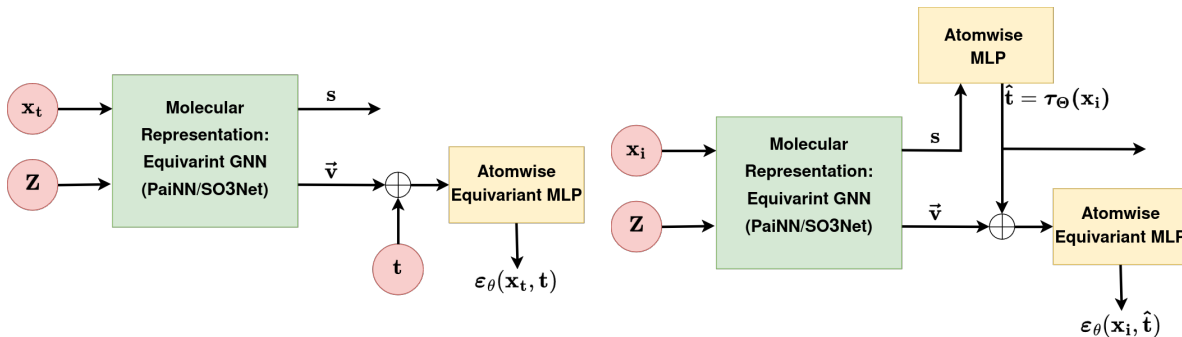 x_t
Z
Molecular
Representation:
Equivarint GNN
(PaiNN/SO3Net)
s
v⃗
t
Atomwise
Equivariant MLP
ε_θ(x_t, t)
x_i
Z
Molecular
Representation:
Equivarint GNN
(PaiNN/SO3Net)
s
v⃗
Atomwise
MLP
t̂ = τ_Θ(x_i)
Atomwise
Equivariant MLP
ε_θ(x_i, t̂)